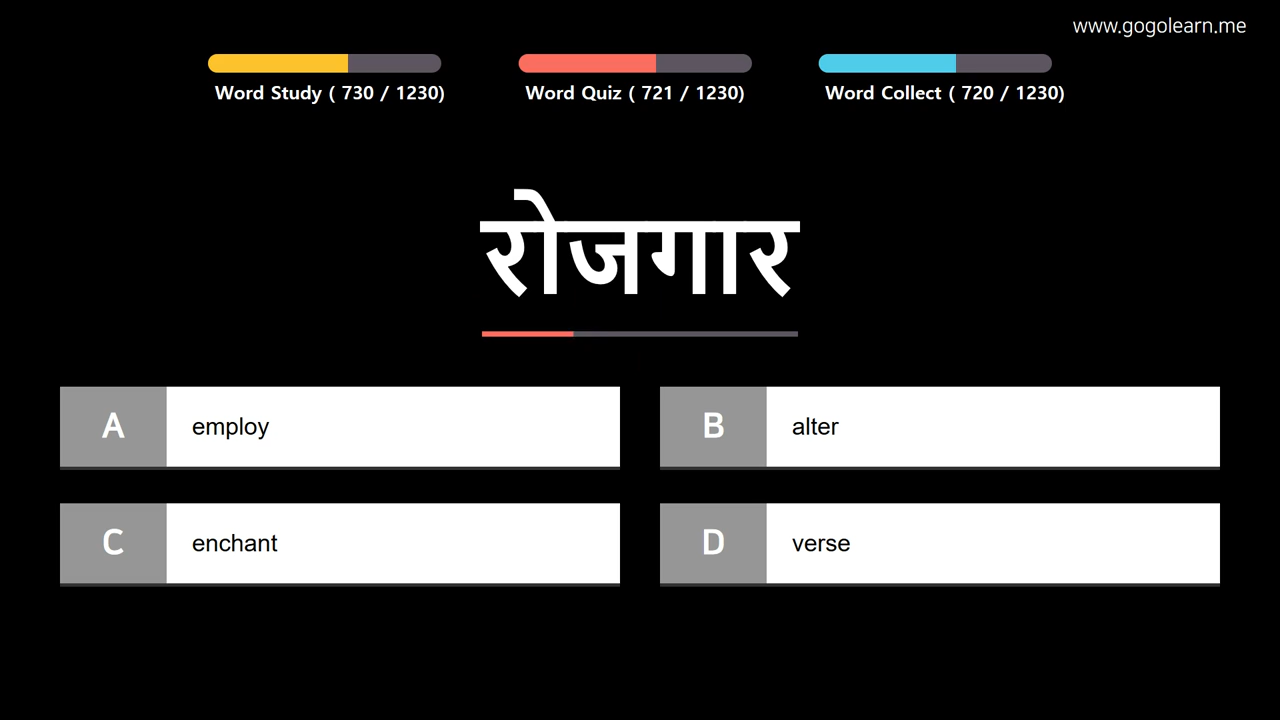 www.gogolearn.me
Word Study ( 730 / 1230)
Word Quiz ( 721 / 1230)
Word Collect ( 720 / 1230)
रोजगार
A employ
B alter
C enchant
D verse